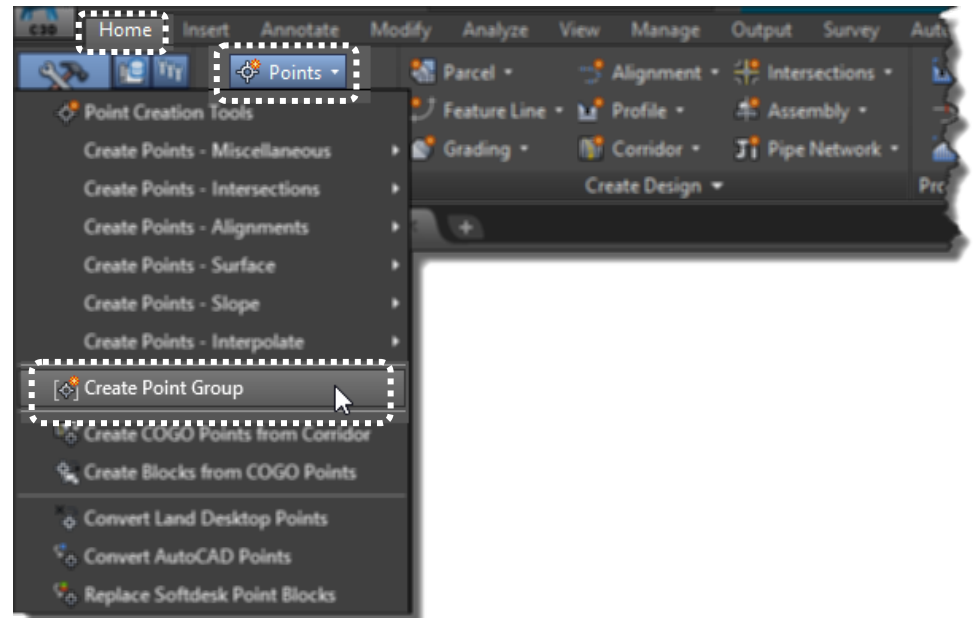 C3D Home Insert Annotate Modify Analyze View Manage Output Survey
Points Parcel Alignment Intersections
Point Creation Tools Feature Line Profile Assembly
Create Points - Miscellaneous Grading Corridor Pipe Network
Create Points - Intersections Create Design
Create Points - Alignments
Create Points - Surface
Create Points - Slope
Create Points - Interpolate
Create Point Group
Create COGO Points from Corridor
Create Blocks from COGO Points
Convert Land Desktop Points
Convert AutoCAD Points
Replace Softdesk Point Blocks